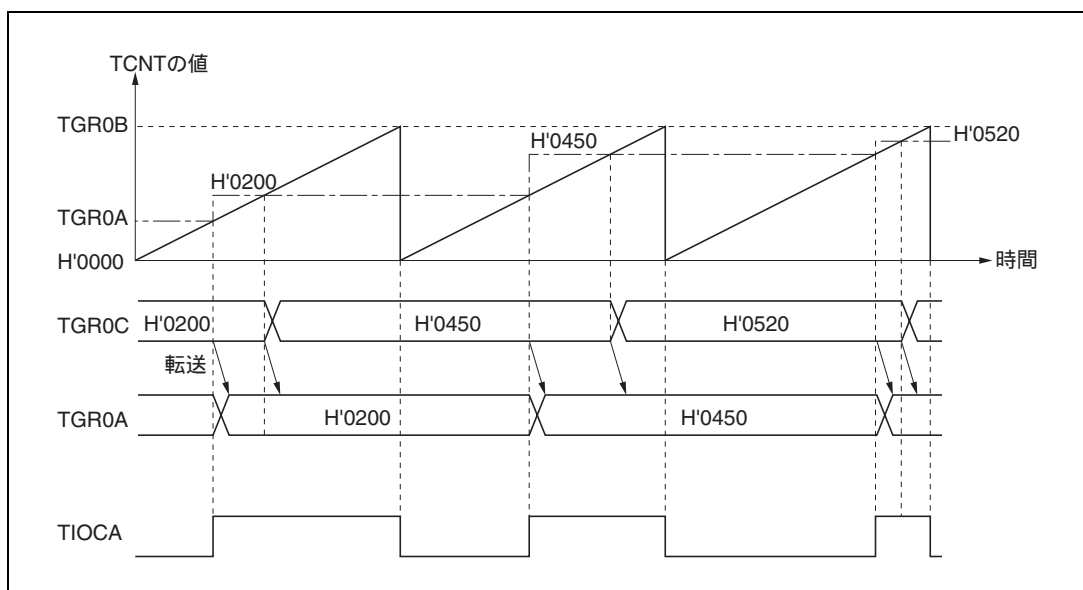 TCNTの値
TGR0B
H'0520
H'0450
H'0200
TGR0A
H'0000
時間
TGR0C
H'0200
H'0450
H'0520
転送
TGR0A
H'0200
H'0450
TIOCA